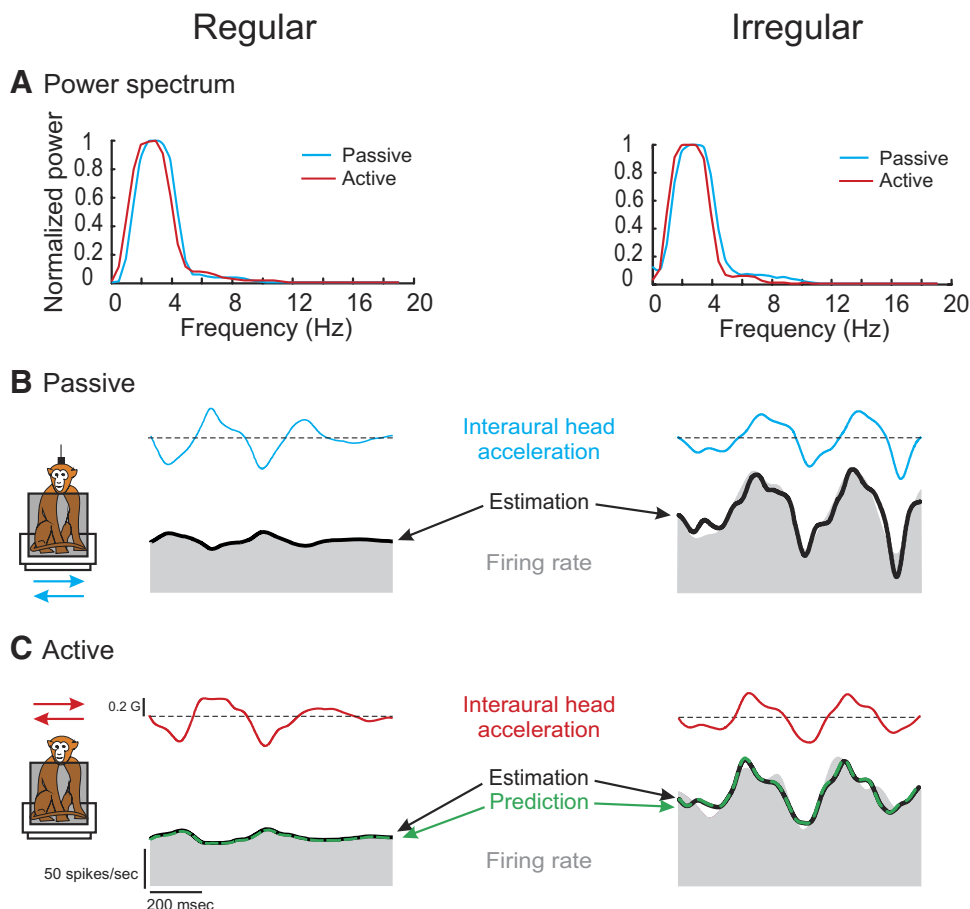 Regular
Irregular
A Power spectrum
Normalized power
1
0.8
0.6
0.4
0.2
0
0 4 8 12 16 20
Frequency (Hz)
Passive
Active
1
0.8
0.6
0.4
0.2
0
0 4 8 12 16 20
Frequency (Hz)
Passive
Active
B Passive
Interaural head
acceleration
Estimation
Firing rate
C Active
0.2 G
Interaural head
acceleration
Estimation
Prediction
Firing rate
50 spikes/sec
200 msec